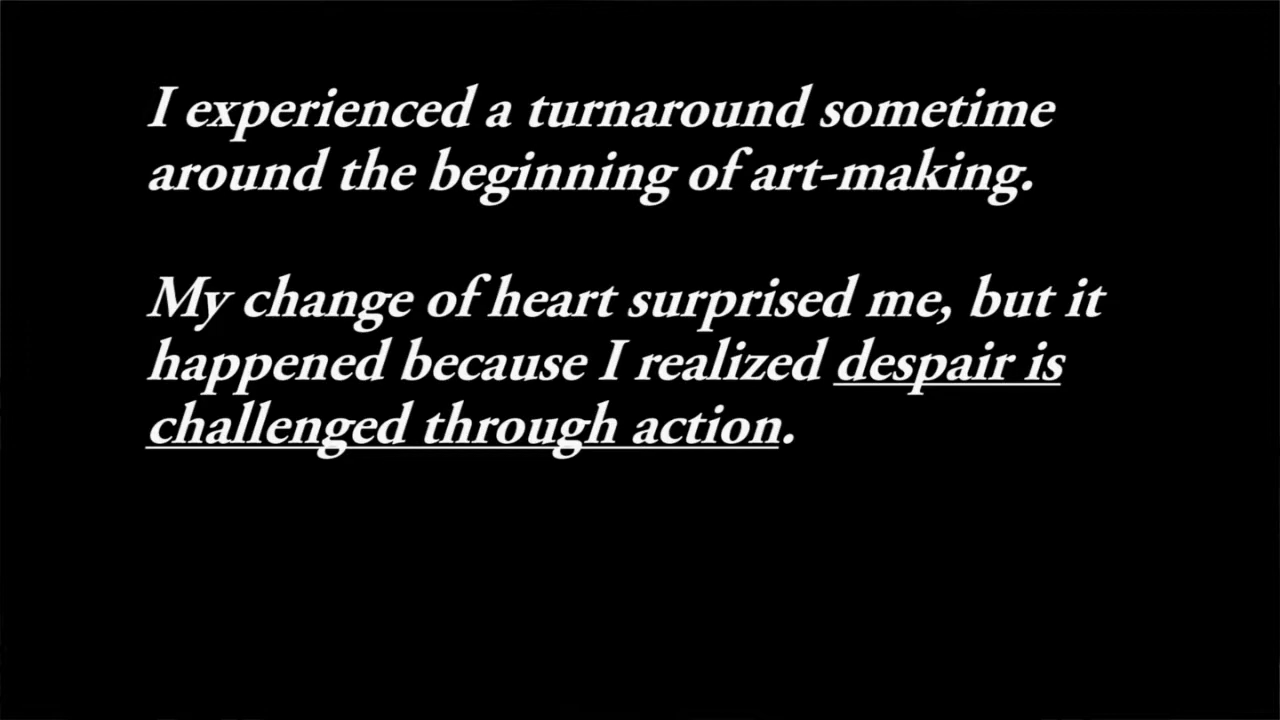 I experienced a turnaround sometime
around the beginning of art-making.
My change of heart surprised me, but it
happened because I realized despair is
challenged through action.